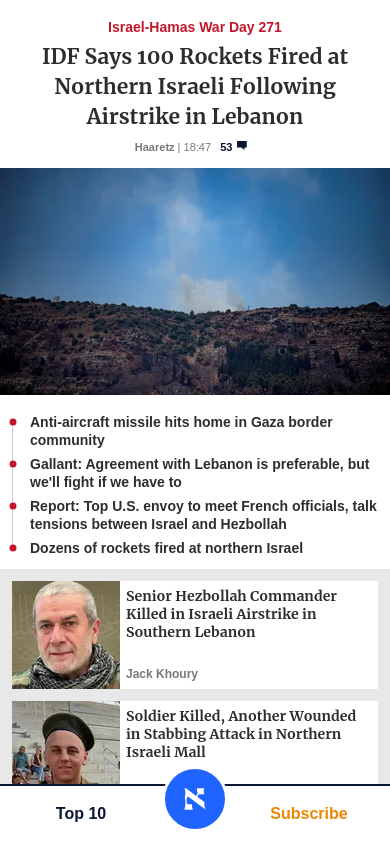 Israel-Hamas War Day 271
IDF Says 100 Rockets Fired at
Northern Israeli Following
Airstrike in Lebanon
Haaretz | 18:47 53
Anti-aircraft missile hits home in Gaza border
community
Gallant: Agreement with Lebanon is preferable, but
we'll fight if we have to
Report: Top U.S. envoy to meet French officials, talk
tensions between Israel and Hezbollah
Dozens of rockets fired at northern Israel
Senior Hezbollah Commander
Killed in Israeli Airstrike in
Southern Lebanon
Jack Khoury
Soldier Killed, Another Wounded
in Stabbing Attack in Northern
Israeli Mall
Top 10
א
Subscribe